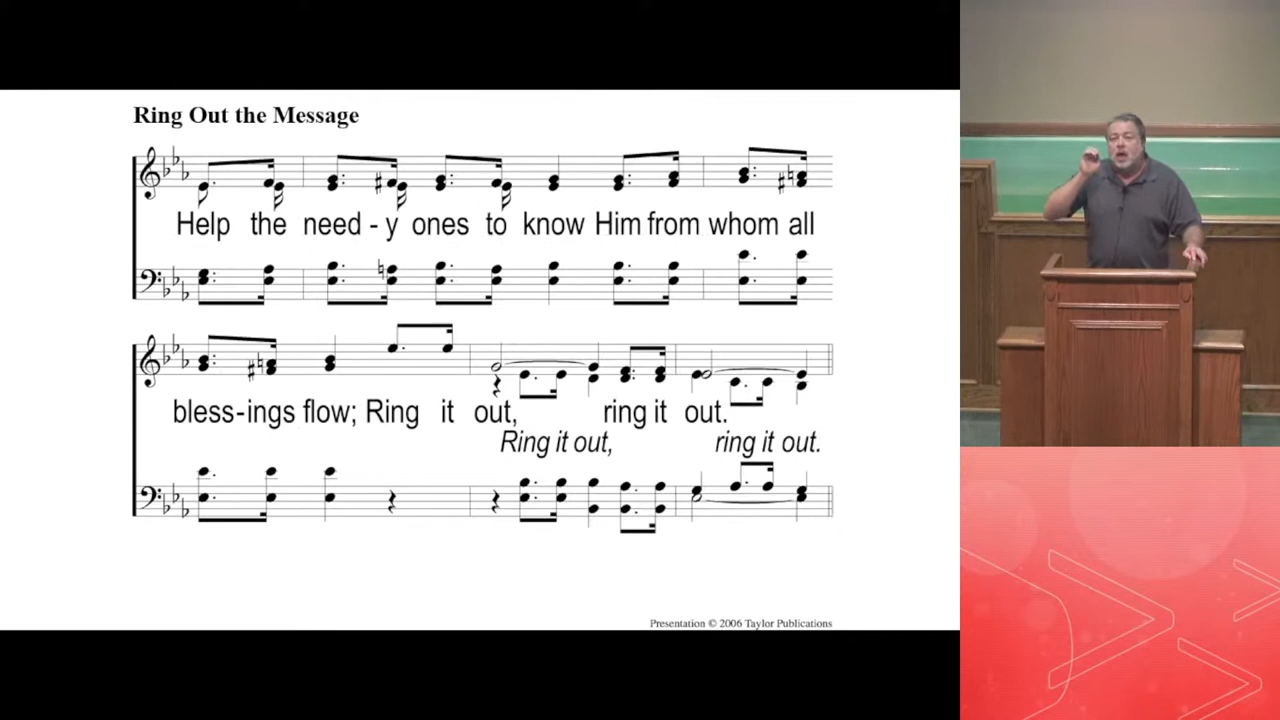 Ring Out the Message
Help the need - y ones to know Him from whom all
bless-ings flow; Ring it out, ring it out.
Ring it out, ring it out.
Presentation © 2006 Taylor Publications